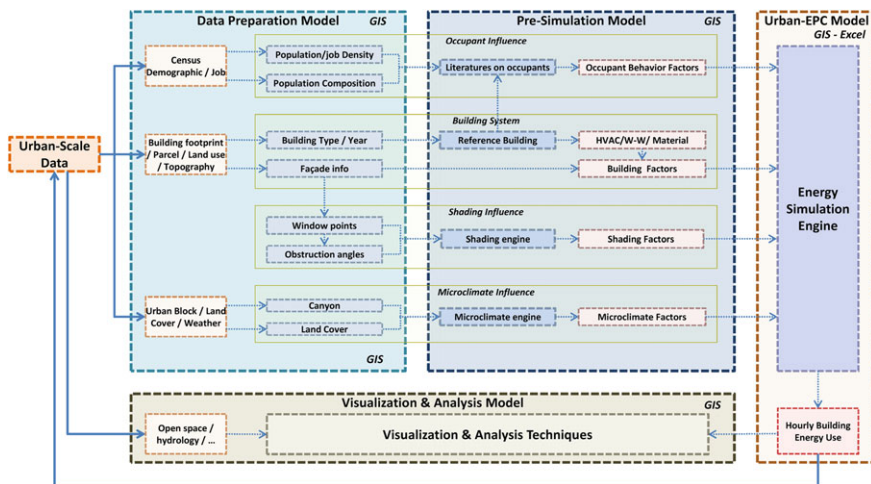 Data Preparation Model
GIS
Pre-Simulation Model
GIS
Urban-EPC Model
GIS - Excel
Occupant Influence
Census
Demographic / Job
Population/job Density
Population Composition
Literatures on occupants
Occupant Behavior Factors
Urban-Scale
Data
Building System
Building footprint
/ Parcel / Land use
/ Topography
Building Type / Year
Façade info
Reference Building
HVAC/W-W/ Material
Building Factors
Energy
Simulation
Engine
Shading Influence
Window points
Obstruction angles
Shading engine
Shading Factors
Microclimate Influence
Urban Block / Land
Cover / Weather
Canyon
Land Cover
Microclimate engine
Microclimate Factors
GIS
Visualization & Analysis Model
GIS
Open space /
hydrology / ...
Visualization & Analysis Techniques
Hourly Building
Energy Use